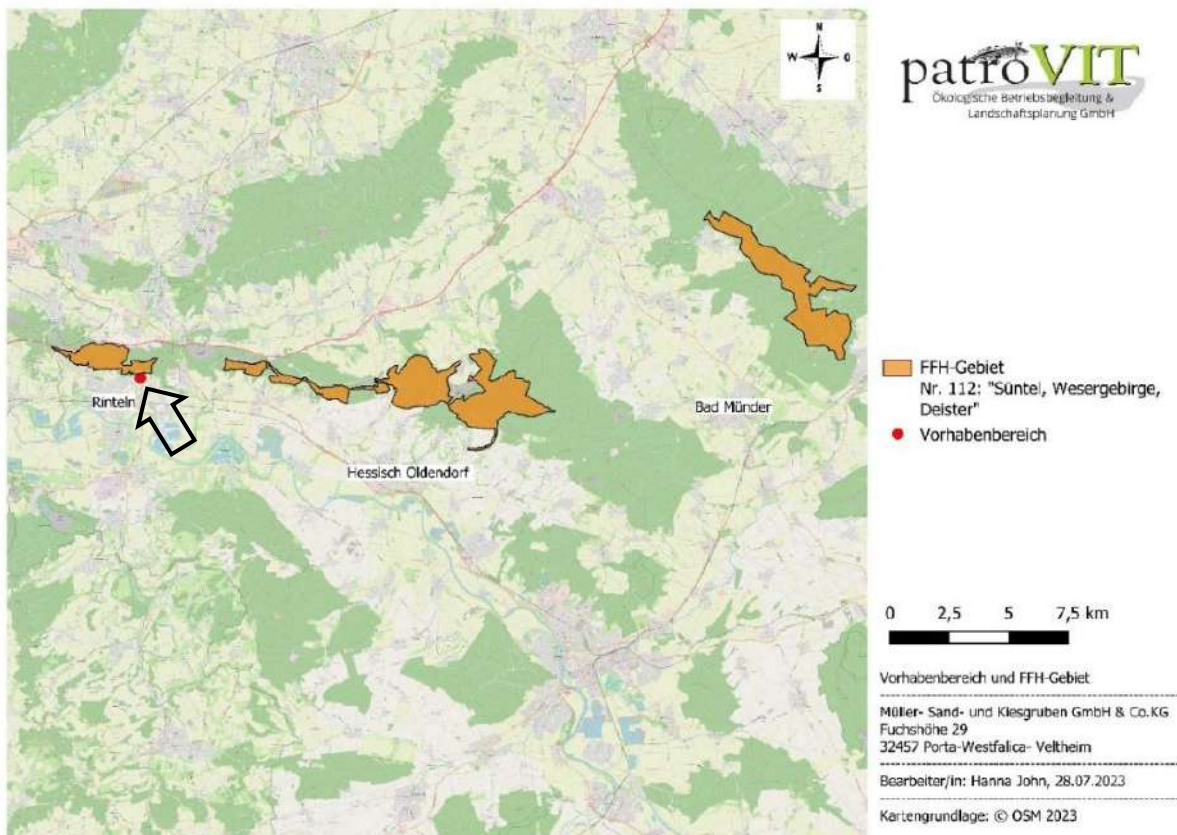 N
W O
S
patroVIT
Ökologische Betriebsbegleitung &
Landschaftsplanung GmbH
Rinteln
Bad Münder
Hessisch Oldendorf
FFH-Gebiet
Nr. 112: "Süntel, Wesergebirge,
Deister"
Vorhabenbereich
0 2,5 5 7,5 km
Vorhabenbereich und FFH-Gebiet
Müller- Sand- und Kiesgruben GmbH & Co.KG
Fuchshöhe 29
32457 Porta-Westfalica- Veltheim
Bearbeiter/in: Hanna John, 28.07.2023
Kartengrundlage: © OSM 2023